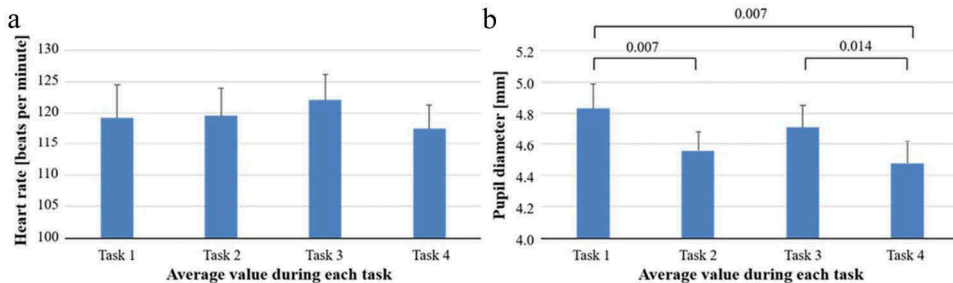 a
Heart rate [beats per minute]
130
125
120
115
110
105
100
Task 1 Task 2 Task 3 Task 4
Average value during each task
b
Pupil diameter [mm]
0.007
0.007 0.014
5.2
5.0
4.8
4.6
4.4
4.2
4.0
Task 1 Task 2 Task 3 Task 4
Average value during each task